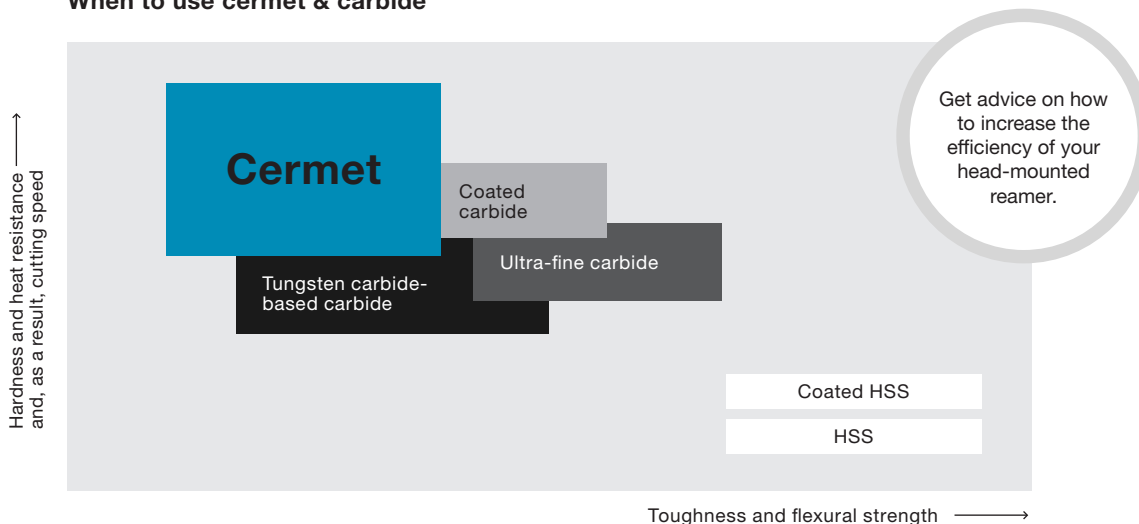 When to use cermet & carbide
Get advice on how
to increase the
efficiency of your
head-mounted
reamer.
Hardness and heat resistance
and, as a result, cutting speed
Cermet
Coated
carbide
Ultra-fine carbide
Tungsten carbide-
based carbide
Coated HSS
HSS
Toughness and flexural strength